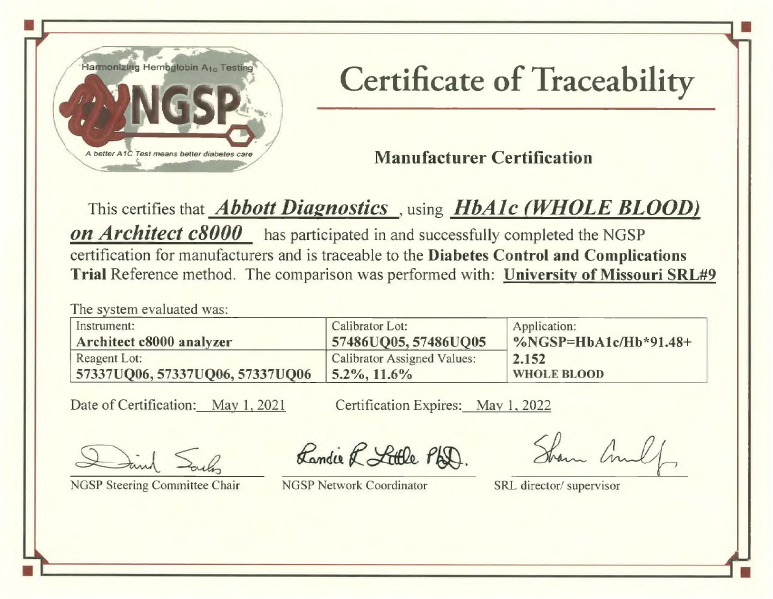 Harmonizing Hemoglobin A1c Testing
NGSP
A better A1C Test means better diabetes care
Certificate of Traceability
Manufacturer Certification
This certifies that Abbott Diagnostics , using HbA1c (WHOLE BLOOD)
on Architect c8000 has participated in and successfully completed the NGSP
certification for manufacturers and is traceable to the Diabetes Control and Complications
Trial Reference method. The comparison was performed with: University of Missouri SRL#9
The system evaluated was:
Instrument:
Architect c8000 analyzer
Calibrator Lot:
57486UQ05, 57486UQ05
Application:
%NGSP=HbA1c/Hb*91.48+
2.152
WHOLE BLOOD
Reagent Lot:
57337UQ06, 57337UQ06, 57337UQ06
Calibrator Assigned Values:
5.2%, 11.6%
Date of Certification: May 1, 2021 Certification Expires: May 1, 2022
David Sacks
Randie R Little PhD.
NGSP Steering Committee Chair
NGSP Network Coordinator
SRL director/ supervisor